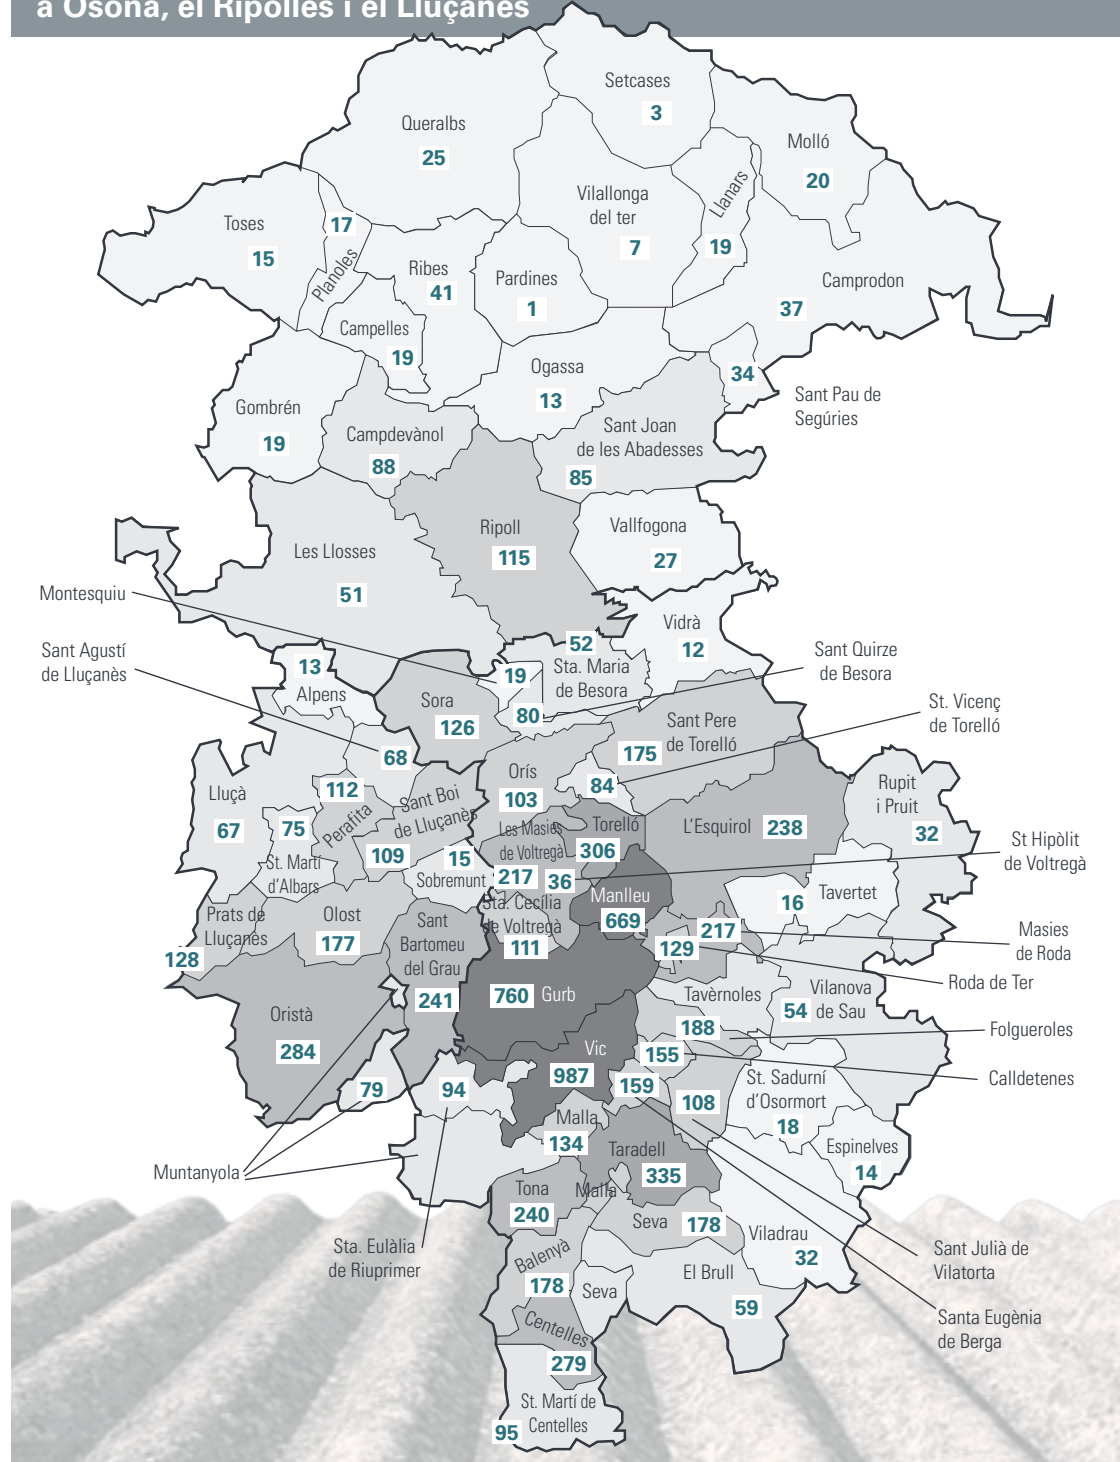 a Osona, el Ripollès i el Lluçanès
Setcases
3
Queralbs
25
Molló
20
Vilallonga
del ter
7
Llanars
19
Toses
15
17
Planoles
Ribes
41
Pardines
1
Camprodon
37
Campelles
19
Ogassa
13
34
Sant Pau de
Segúries
Gombrén
19
Campdevànol
88
Sant Joan
de les Abadesses
85
Ripoll
115
Vallfogona
27
Les Llosses
51
Montesquiu
Sant Agustí
de Lluçanès
13
Alpens
52
Sta. Maria
de Besora
19
80
Vidrà
12
Sant Quirze
de Besora
Sora
126
68
Sant Pere
de Torelló
175
St. Vicenç
de Torelló
Orís
103
84
Lluçà
67
112
Perafita
75
St. Martí
d'Albars
Sant Boi
de Lluçanès
109
15
Sobremunt
Les Masies
de Voltregà
217
Torelló
306
36
L'Esquirol
238
Rupit
i Pruit
32
St Hipòlit
de Voltregà
Manlleu
669
Sta. Cecília
de Voltregà
111
16
Tavertet
217
129
Masies
de Roda
Roda de Ter
Prats de
Lluçanès
128
Olost
177
Sant
Bartomeu
del Grau
241
760
Gurb
Tavèrnoles
188
Vilanova
de Sau
54
Folgueroles
Oristà
284
Vic
987
155
Calldetenes
79
94
159
108
St. Sadurní
d'Osormort
18
Malla
134
Taradell
335
Espinelves
14
Muntanyola
Tona
240
Malla
Seva
178
Viladrau
32
Sta. Eulàlia
de Riuprimer
Balenyà
178
Seva
El Brull
59
Sant Julià de
Vilatorta
Santa Eugènia
de Berga
Centelles
279
St. Martí de
Centelles
95